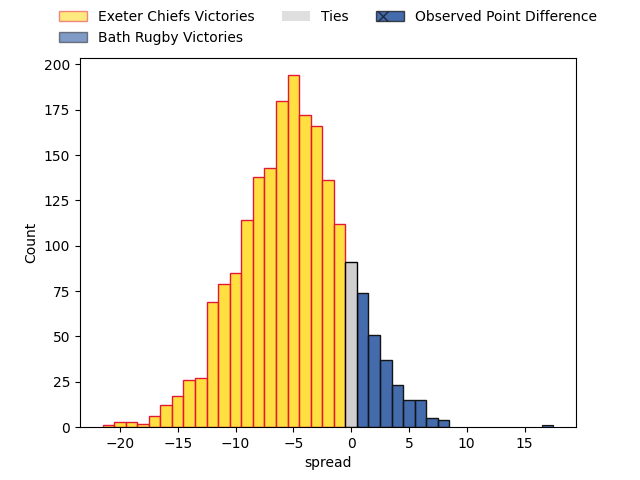 Exeter Chiefs Victories
Bath Rugby Victories
Ties
Observed Point Difference
200
175
150
125
100
75
50
25
0
Count
−20 −15 −10 −5 0 5 10 15
spread